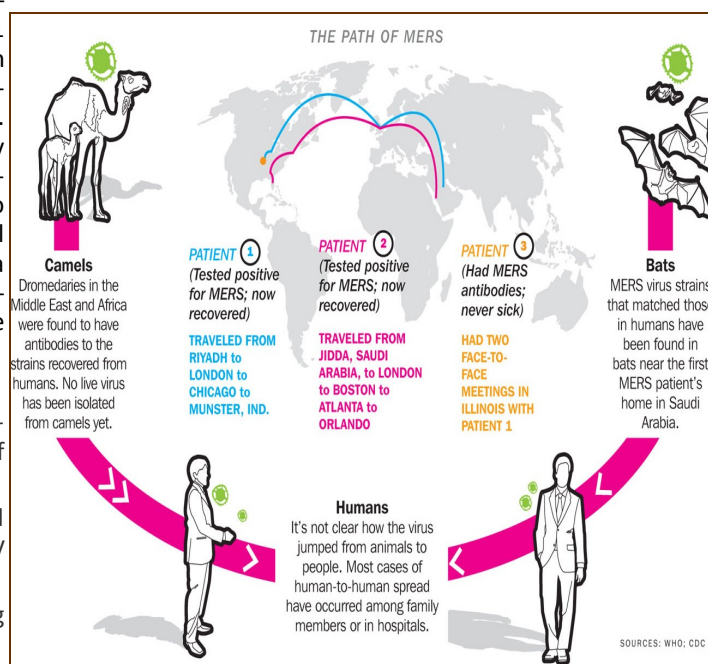 THE PATH OF MERS
Camels
Dromedaries in the
Middle East and Africa
were found to have
antibodies to the
strains recovered from
humans. No live virus
has been isolated
from camels yet.
PATIENT 1
(Tested positive
for MERS; now
recovered)
TRAVELED FROM
RIYADH to
LONDON to
CHICAGO to
MUNSTER, IND.
PATIENT 2
(Tested positive
for MERS; now
recovered)
TRAVELED FROM
JIDDA, SAUDI
ARABIA, to LONDON
to BOSTON to
ATLANTA to
ORLANDO
PATIENT 3
(Had MERS
antibodies;
never sick)
HAD TWO
FACE-TO-
FACE
MEETINGS IN
ILLINOIS WITH
PATIENT 1
Bats
MERS virus strains
that matched those
in humans have
been found in
bats near the first
MERS patient's
home in Saudi
Arabia.
Humans
It's not clear how the virus
jumped from animals to
people. Most cases of
human-to-human spread
have occurred among family
members or in hospitals.
SOURCES: WHO; CDC